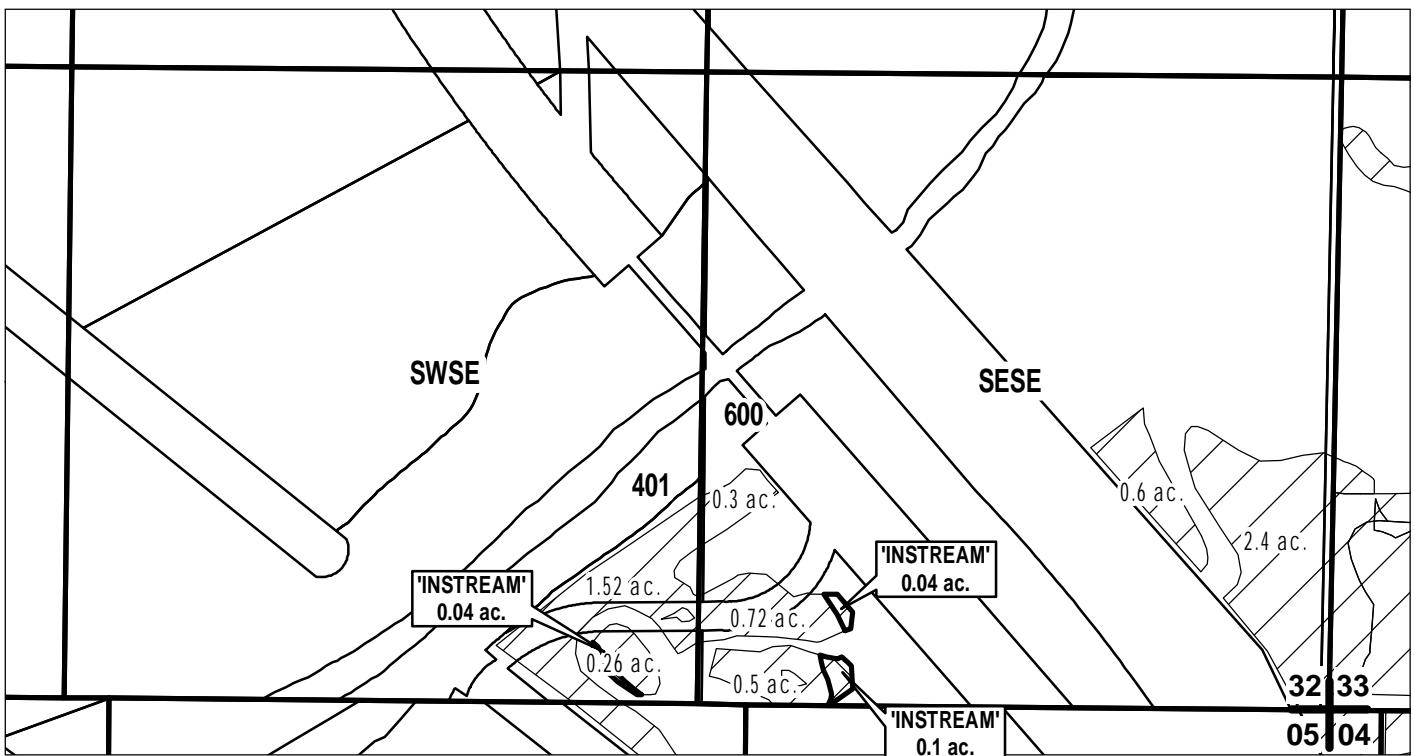 SWSE
SESE
600
401
0.3 ac.
0.6 ac.
2.4 ac.
'INSTREAM'
0.04 ac.
'INSTREAM'
0.04 ac.
1.52 ac.
0.72 ac.
0.26 ac.
0.5 ac.
32 33
05 04
'INSTREAM'
0.1 ac.